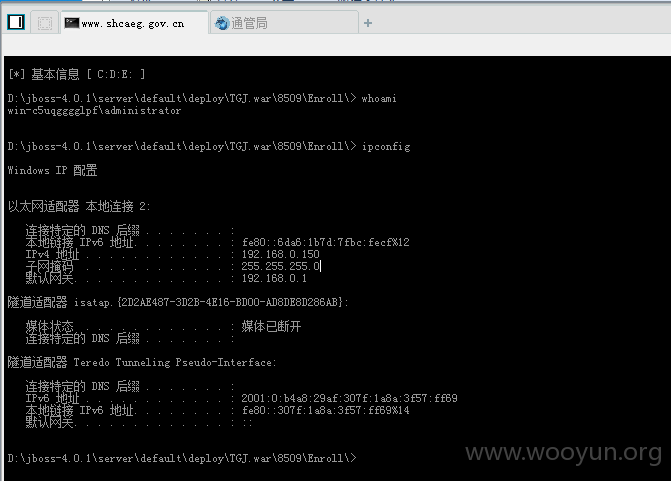 www.shcaeg.gov.cn
通管局
[*] 基本信息 [ C:D:E: ]
D:\jboss-4.0.1\server\default\deploy\TGJ.war\8509\Enroll\> whoami
win-c5uqggglpf\administrator
D:\jboss-4.0.1\server\default\deploy\TGJ.war\8509\Enroll\> ipconfig
Windows IP 配置
以太网适配器 本地连接 2:
连接特定的 DNS 后缀 . . . . . . . :
本地链接 IPv6 地址. . . . . . . . : fe80::6da6:1b7d:7fbc:fecf%12
IPv4 地址 . . . . . . . . . . . . : 192.168.0.150
子网掩码 . . . . . . . . . . . . : 255.255.255.0
默认网关. . . . . . . . . . . . . : 192.168.0.1
隧道适配器 isatap.{2D2AE487-3D2B-4E16-BD00-AD8DE8D286AB}:
媒体状态 . . . . . . . . . . . . : 媒体已断开
连接特定的 DNS 后缀 . . . . . . . :
隧道适配器 Teredo Tunneling Pseudo-Interface:
连接特定的 DNS 后缀 . . . . . . . :
IPv6 地址 . . . . . . . . . . . . : 2001:0:b4a8:29af:307f:1a8a:3f57:ff69
本地链接 IPv6 地址. . . . . . . . : fe80::307f:1a8a:3f57:ff69%14
默认网关. . . . . . . . . . . . . : ::
D:\jboss-4.0.1\server\default\deploy\TGJ.war\8509\Enroll\>
www.wooyun.org